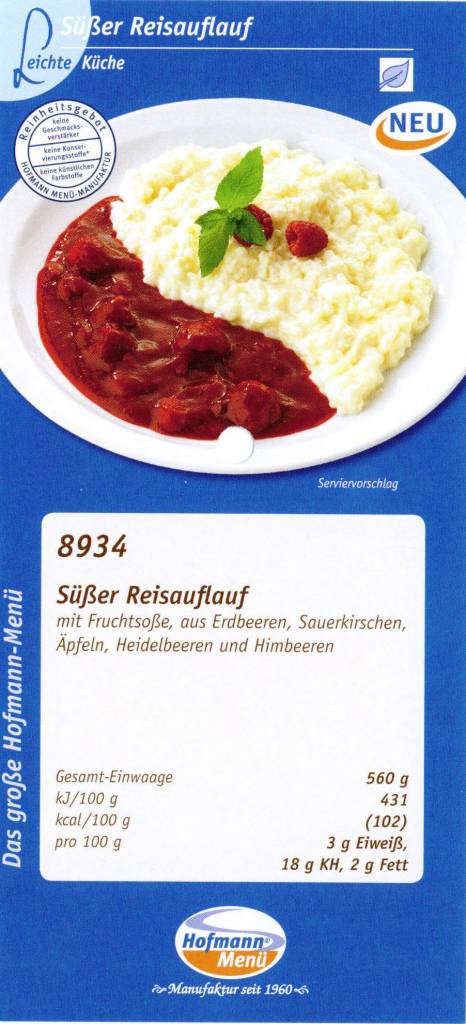 Süßer Reisauflauf
Leichte Küche
NEU
Reinheitsgebot
keine
Geschmacks-
verstärker
keine Konser-
vierungsstoffe*
keine künstlichen
Farbstoffe
HOFMANN MENÜ-MANUFAKTUR
Serviervorschlag
8934
Süßer Reisauflauf
mit Fruchtsoße, aus Erdbeeren, Sauerkirschen,
Äpfeln, Heidelbeeren und Himbeeren
Gesamt-Einwaage 560 g
kJ/100 g 431
kcal/100 g (102)
pro 100 g 3 g Eiweiß,
18 g KH, 2 g Fett
Das große Hofmann-Menü
Hofmann®
Menü
Manufaktur seit 1960